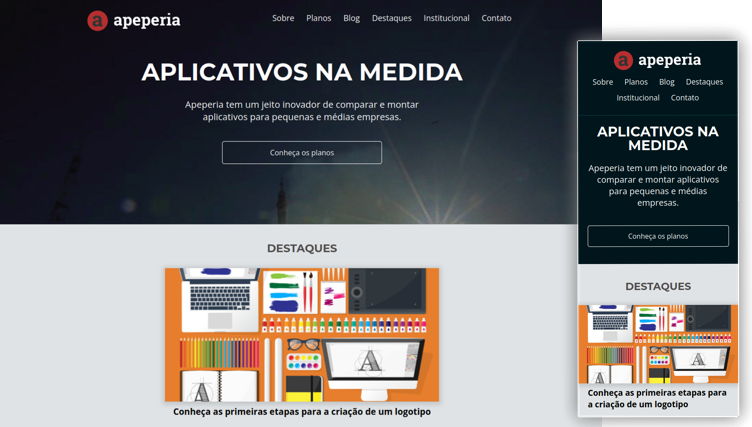 a apeperia
Sobre Planos Blog Destaques Institucional Contato
APLICATIVOS NA MEDIDA
Apeperia tem um jeito inovador de comparar e montar
aplicativos para pequenas e médias empresas.
Conheça os planos
DESTAQUES
A
A
Conheça as primeiras etapas para a criação de um logotipo
a apeperia
Sobre Planos Blog Destaques
Institucional Contato
APLICATIVOS NA
MEDIDA
Apeperia tem um jeito inovador de
comparar e montar aplicativos
para pequenas e médias
empresas.
Conheça os planos
DESTAQUES
A
A
Conheça as primeiras etapas para
a criação de um logotipo